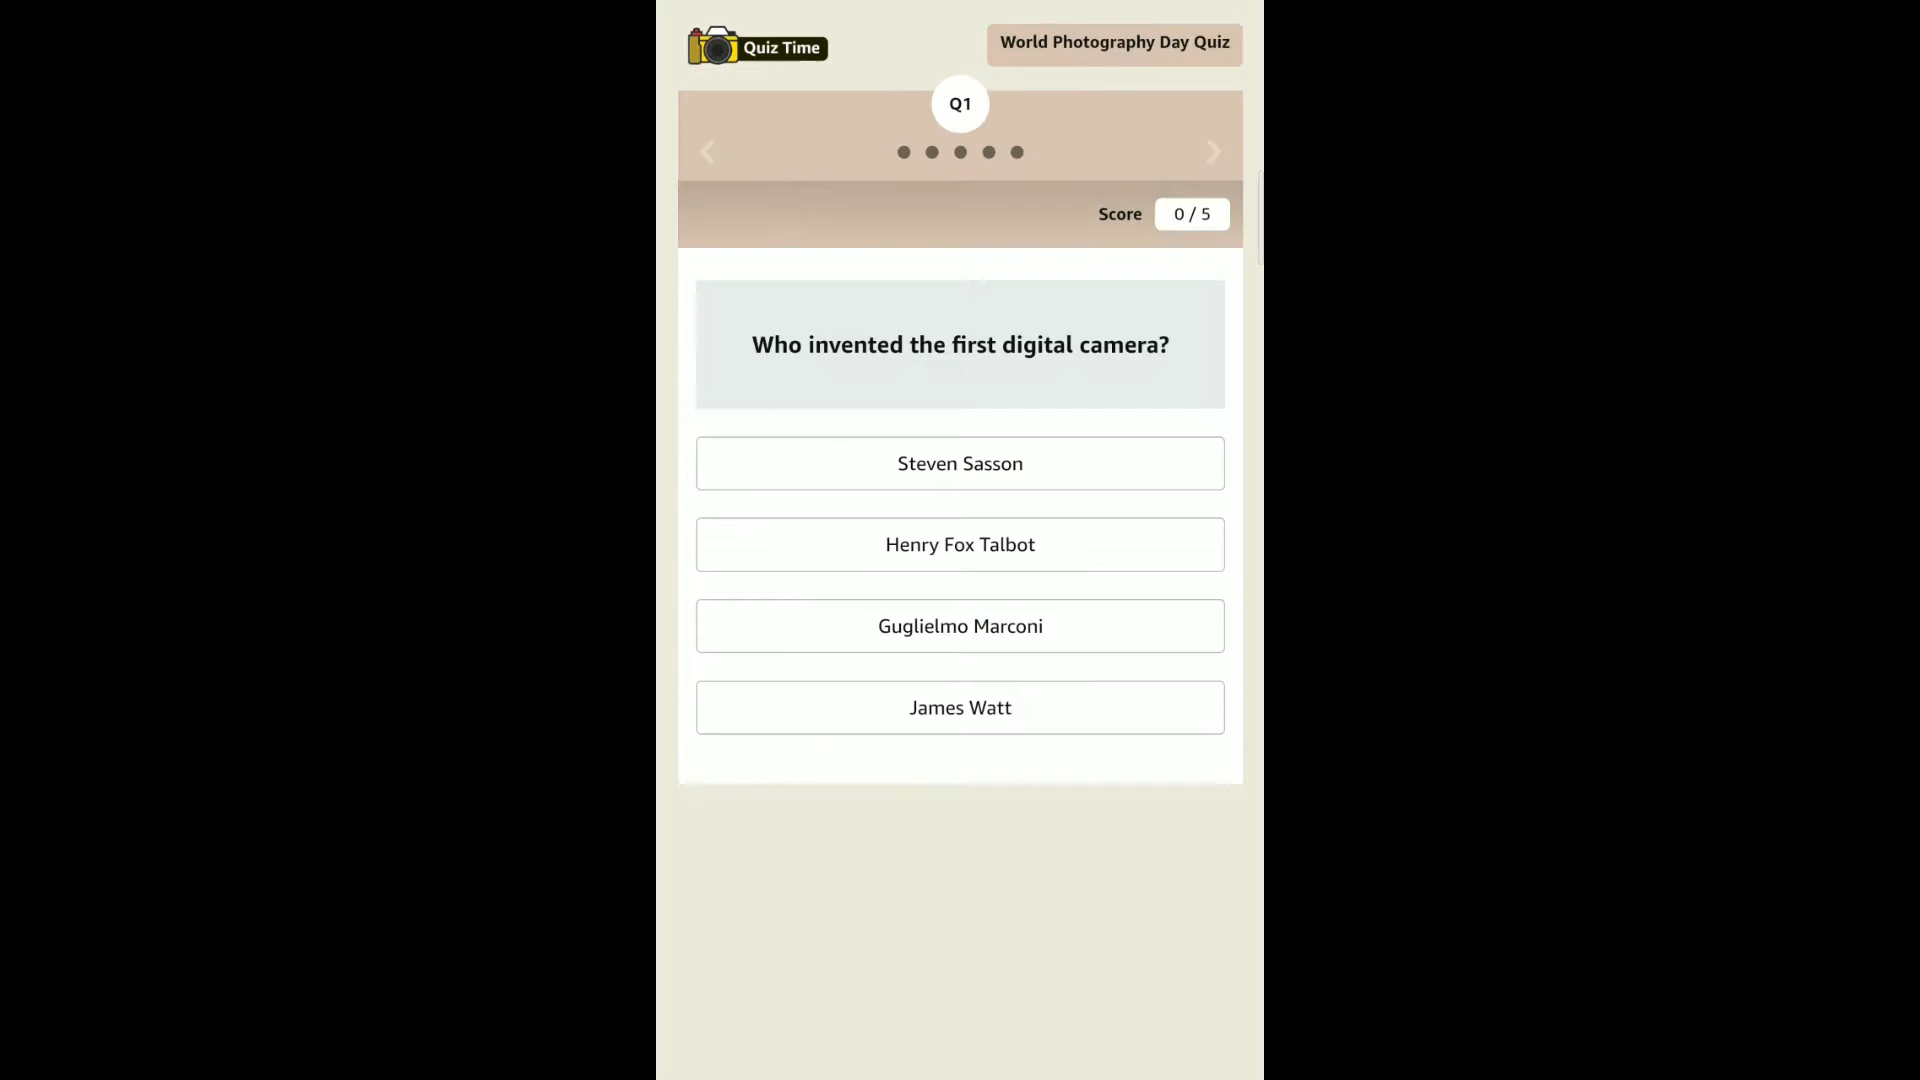 Quiz Time
World Photography Day Quiz
Q1
Score 0 / 5
Who invented the first digital camera?
Steven Sasson
Henry Fox Talbot
Guglielmo Marconi
James Watt